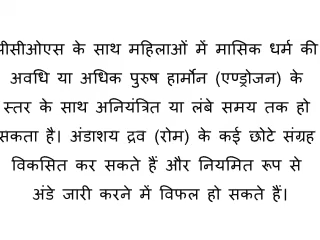 पीसीओएस के साथ महिलाओं में मासिक धर्म की
अवधि या अधिक पुरुष हार्मोन (एण्ड्रोजन) के
स्तर के साथ अनियंत्रित या लंबे समय तक हो
सकता है। अंडाशय द्रव (रोम) के कई छोटे संग्रह
विकसित कर सकते हैं और नियमित रूप से
अंडे जारी करने में विफल हो सकते हैं।